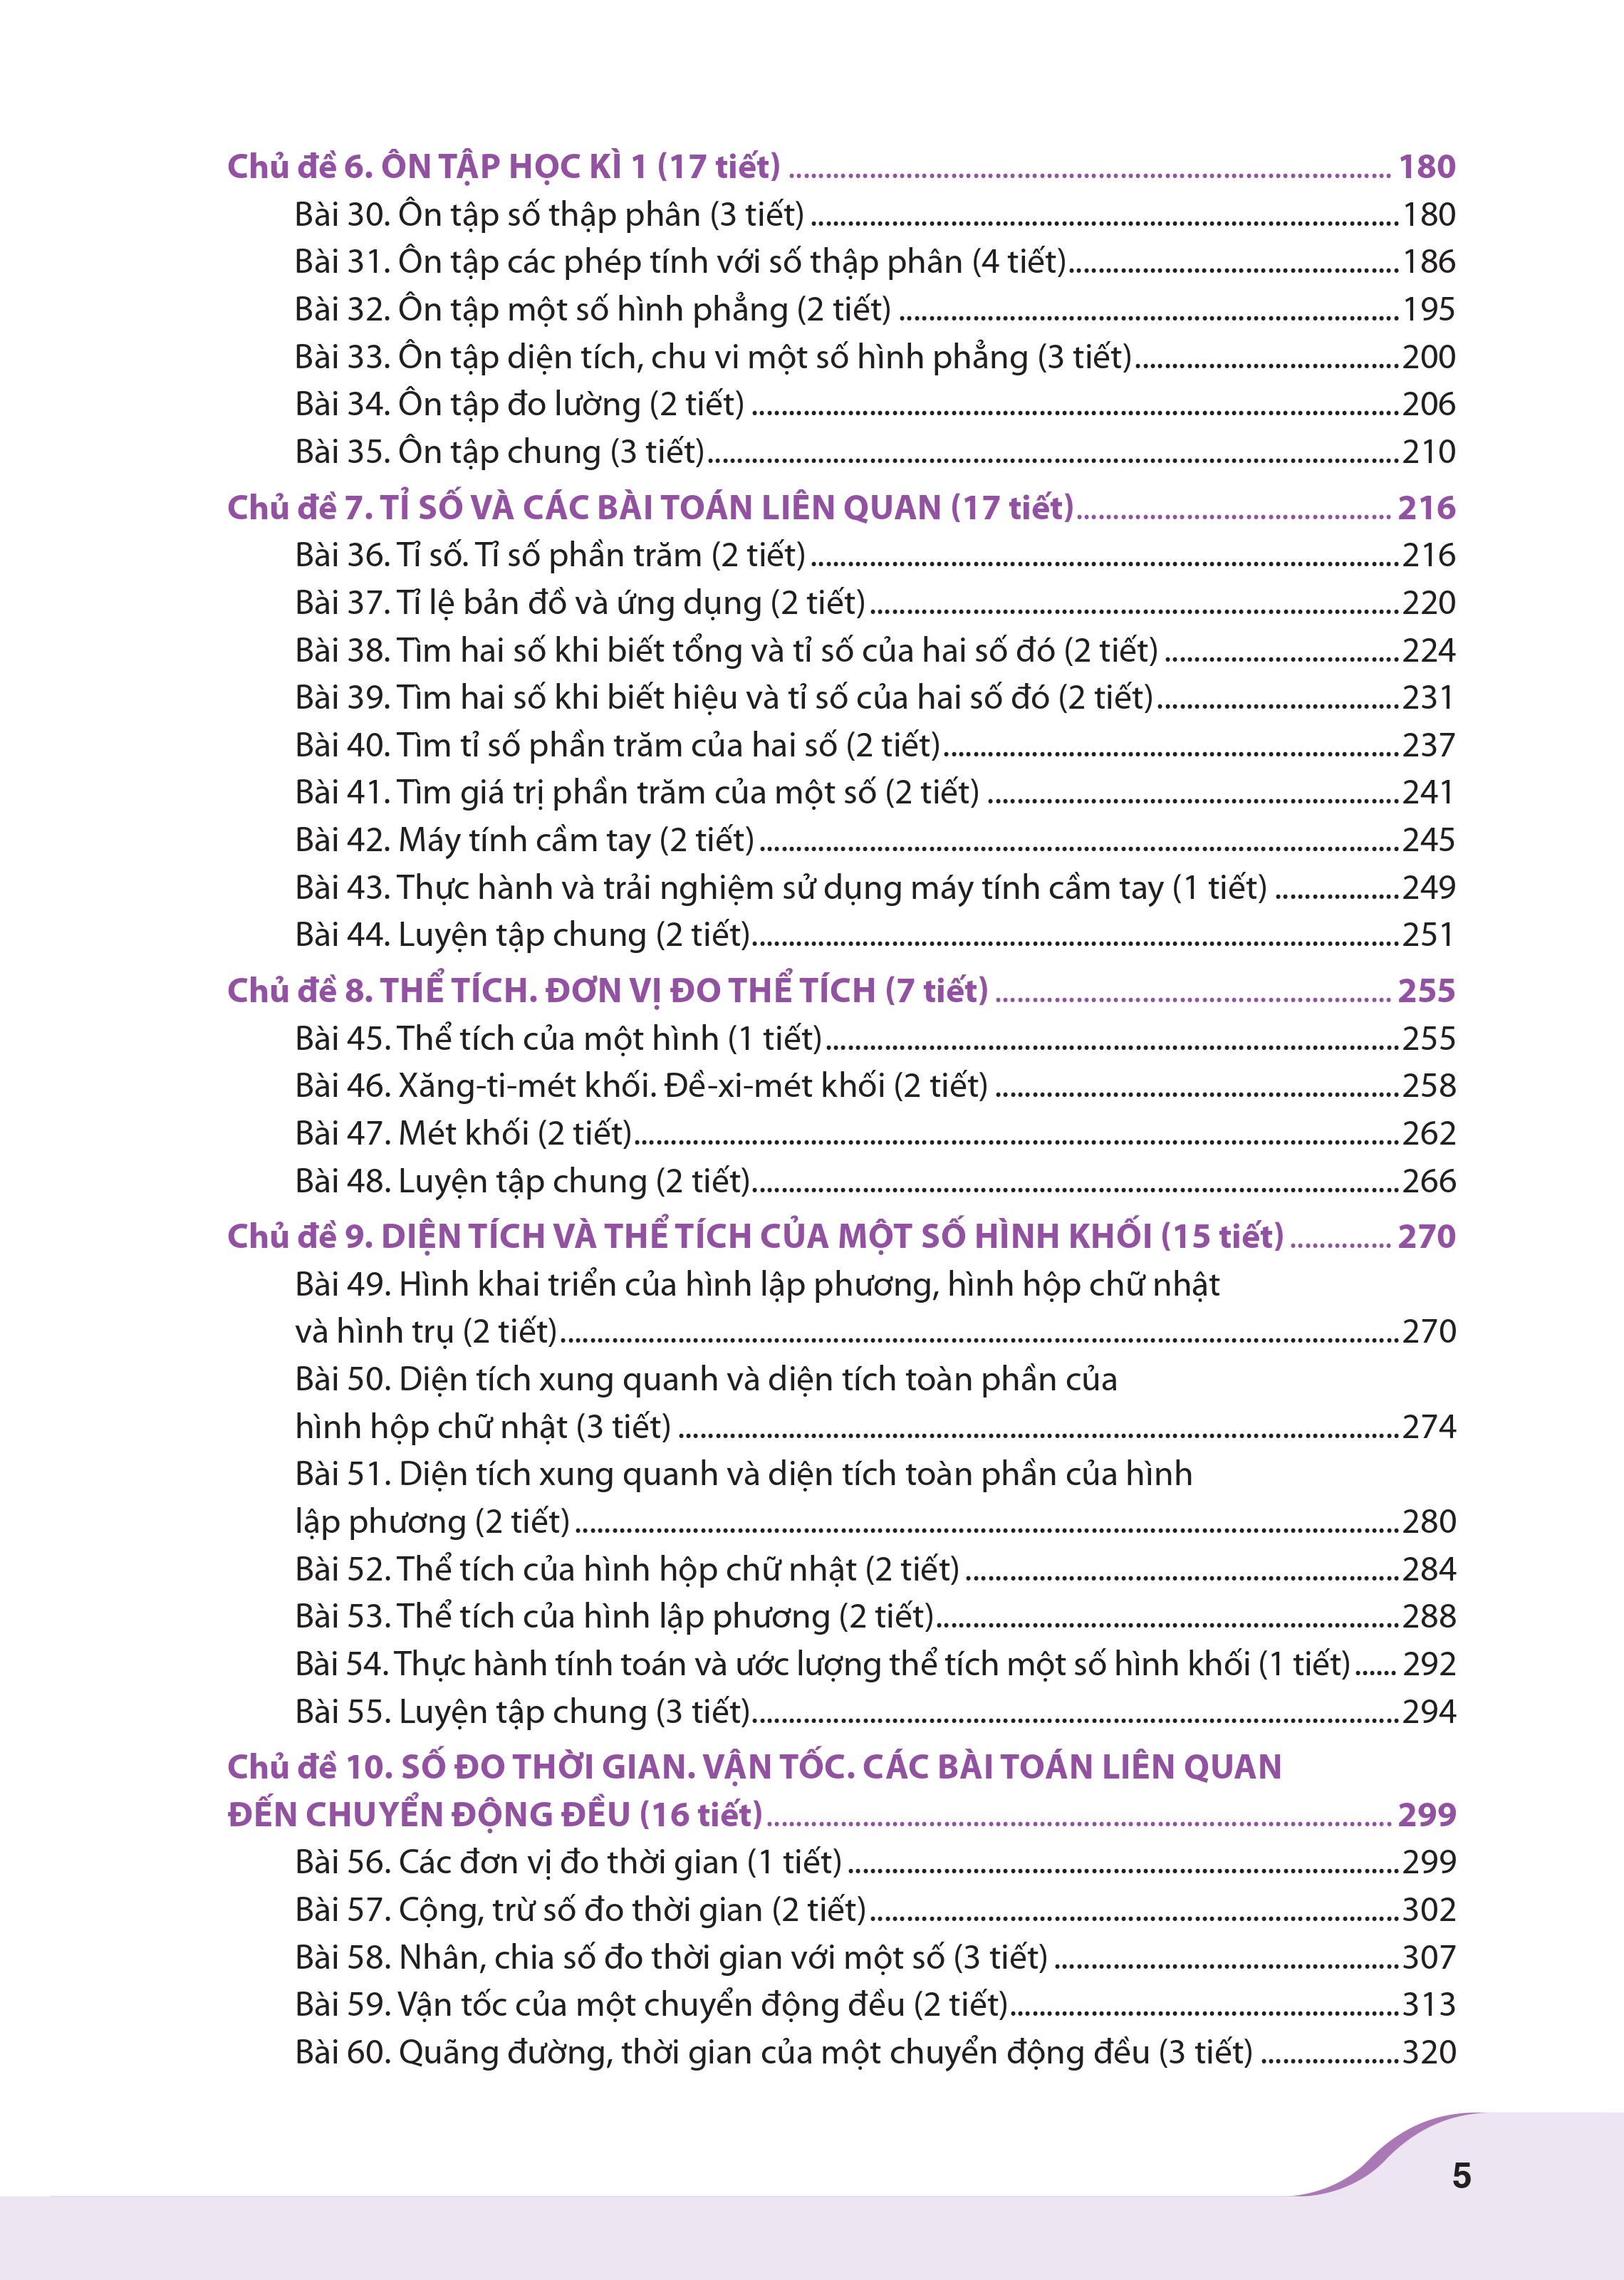 Chủ đề 6. ÔN TẬP HỌC KÌ 1 (17 tiết) ........ 180
Bài 30. Ôn tập số thập phân (3 tiết) ........ 180
Bài 31. Ôn tập các phép tính với số thập phân (4 tiết) ........ 186
Bài 32. Ôn tập một số hình phẳng (2 tiết) ........ 195
Bài 33. Ôn tập diện tích, chu vi một số hình phẳng (3 tiết) ........ 200
Bài 34. Ôn tập đo lường (2 tiết) ........ 206
Bài 35. Ôn tập chung (3 tiết) ........ 210
Chủ đề 7. TỈ SỐ VÀ CÁC BÀI TOÁN LIÊN QUAN (17 tiết) ........ 216
Bài 36. Tỉ số. Tỉ số phần trăm (2 tiết) ........ 216
Bài 37. Tỉ lệ bản đồ và ứng dụng (2 tiết) ........ 220
Bài 38. Tìm hai số khi biết tổng và tỉ số của hai số đó (2 tiết) ........ 224
Bài 39. Tìm hai số khi biết hiệu và tỉ số của hai số đó (2 tiết) ........ 231
Bài 40. Tìm tỉ số phần trăm của hai số (2 tiết) ........ 237
Bài 41. Tìm giá trị phần trăm của một số (2 tiết) ........ 241
Bài 42. Máy tính cầm tay (2 tiết) ........ 245
Bài 43. Thực hành và trải nghiệm sử dụng máy tính cầm tay (1 tiết) ........ 249
Bài 44. Luyện tập chung (2 tiết) ........ 251
Chủ đề 8. THỂ TÍCH. ĐƠN VỊ ĐO THỂ TÍCH (7 tiết) ........ 255
Bài 45. Thể tích của một hình (1 tiết) ........ 255
Bài 46. Xăng-ti-mét khối. Đề-xi-mét khối (2 tiết) ........ 258
Bài 47. Mét khối (2 tiết) ........ 262
Bài 48. Luyện tập chung (2 tiết) ........ 266
Chủ đề 9. DIỆN TÍCH VÀ THỂ TÍCH CỦA MỘT SỐ HÌNH KHỐI (15 tiết) ........ 270
Bài 49. Hình khai triển của hình lập phương, hình hộp chữ nhật
và hình trụ (2 tiết) ........ 270
Bài 50. Diện tích xung quanh và diện tích toàn phần của
hình hộp chữ nhật (3 tiết) ........ 274
Bài 51. Diện tích xung quanh và diện tích toàn phần của hình
lập phương (2 tiết) ........ 280
Bài 52. Thể tích của hình hộp chữ nhật (2 tiết) ........ 284
Bài 53. Thể tích của hình lập phương (2 tiết) ........ 288
Bài 54. Thực hành tính toán và ước lượng thể tích một số hình khối (1 tiết) ...... 292
Bài 55. Luyện tập chung (3 tiết) ........ 294
Chủ đề 10. SỐ ĐO THỜI GIAN. VẬN TỐC. CÁC BÀI TOÁN LIÊN QUAN
ĐẾN CHUYỂN ĐỘNG ĐỀU (16 tiết) ........ 299
Bài 56. Các đơn vị đo thời gian (1 tiết) ........ 299
Bài 57. Cộng, trừ số đo thời gian (2 tiết) ........ 302
Bài 58. Nhân, chia số đo thời gian với một số (3 tiết) ........ 307
Bài 59. Vận tốc của một chuyển động đều (2 tiết) ........ 313
Bài 60. Quãng đường, thời gian của một chuyển động đều (3 tiết) ........ 320
5